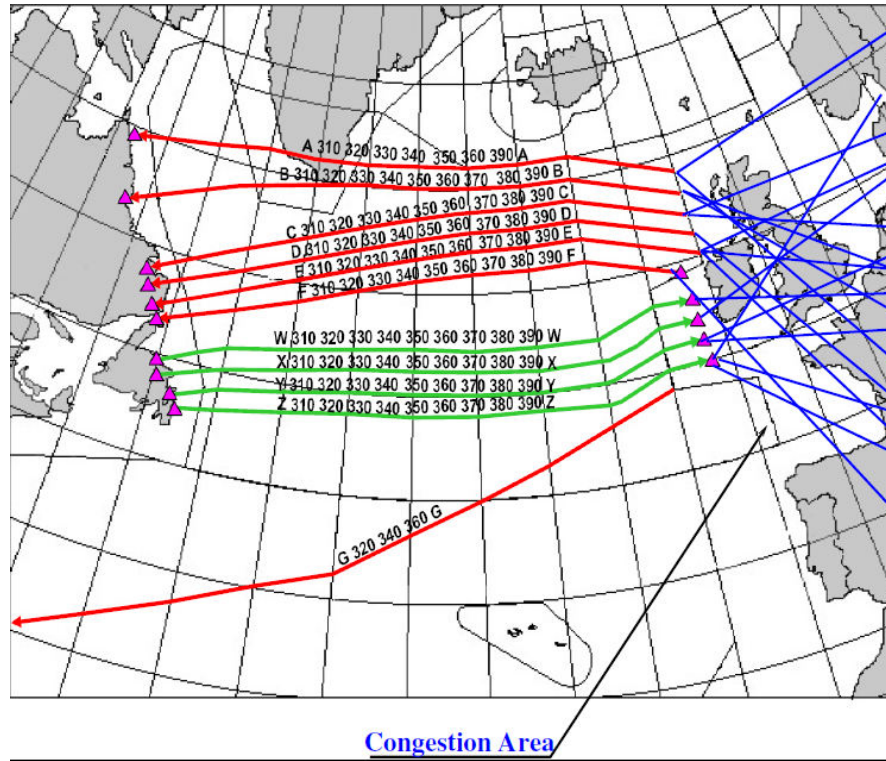 A 310 320 330 340 350 360 390 A
B 310 320 330 340 350 360 370 380 390 B
C 310 320 330 340 350 360 370 380 390 C
D 310 320 330 340 350 360 370 380 390 D
E 310 320 330 340 350 360 370 380 390 E
F 310 320 330 340 350 360 370 380 390 F
W 310 320 330 340 350 360 370 380 390 W
X 310 320 330 340 350 360 370 380 390 X
Y 310 320 330 340 350 360 370 380 390 Y
Z 310 320 330 340 350 360 370 380 390 Z
G 320 340 360 G
Congestion Area